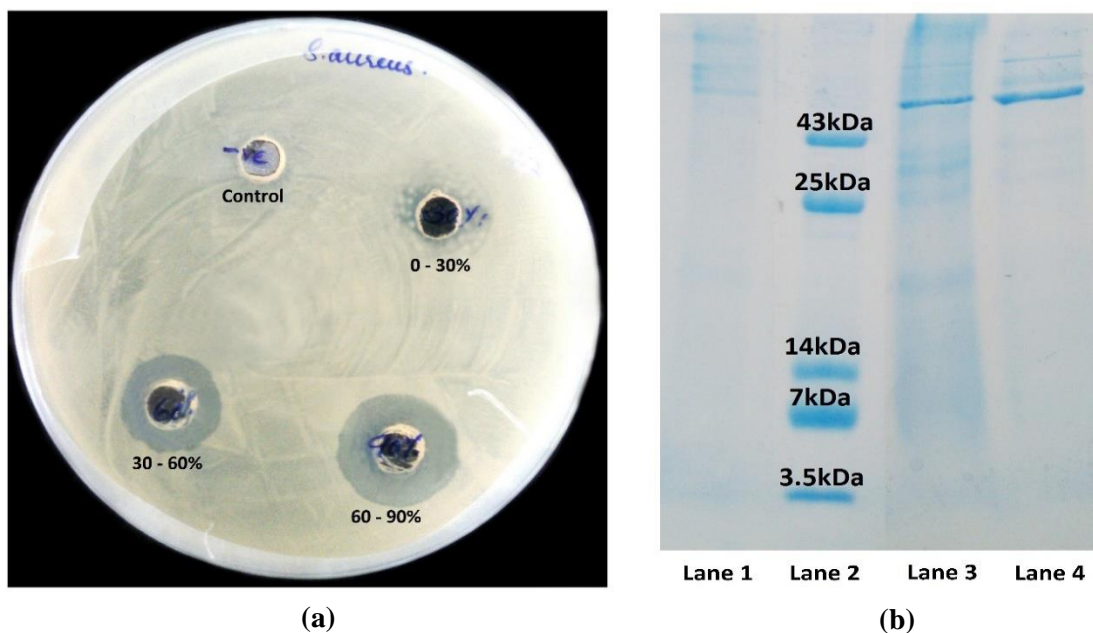 S. aureus.
-ve
Control
0 - 30%
30 - 60%
60 - 90%
(a)
43kDa
25kDa
14kDa
7kDa
3.5kDa
Lane 1 Lane 2 Lane 3 Lane 4
(b)